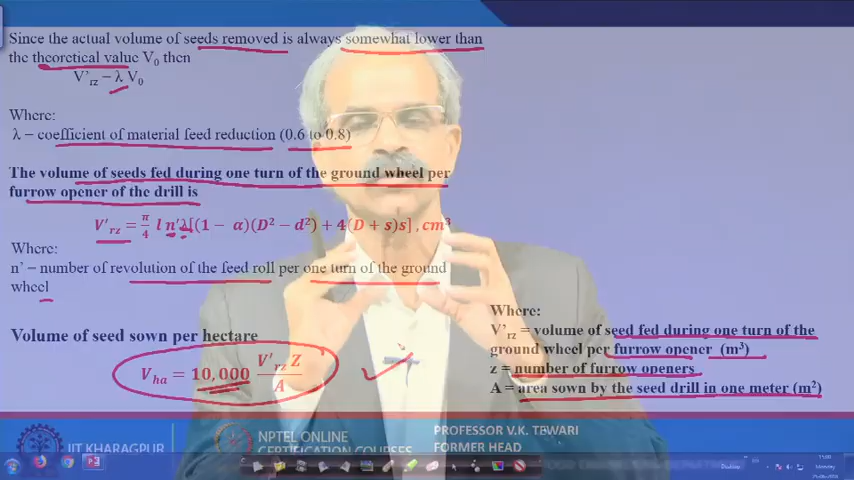 Since the actual volume of seeds removed is always somewhat lower than
the theoretical value V₀ then
V'rz – λ V₀
Where:
λ – coefficient of material feed reduction (0.6 to 0.8)
The volume of seeds fed during one turn of the ground wheel per
furrow opener of the drill is
V'rz = π/4 l n'λ[(1 − α)(D² − d²) + 4(D + s)s], cm³
Where:
n' – number of revolution of the feed roll per one turn of the ground
wheel
Volume of seed sown per hectare
V_ha = 10,000 V'rz Z / A
Where:
V'rz = volume of seed fed during one turn of the
ground wheel per furrow opener (m³)
z = number of furrow openers
A = area sown by the seed drill in one meter (m²)
IIT KHARAGPUR
NPTEL ONLINE
CERTIFICATION COURSES
PROFESSOR V.K. TEWARI
FORMER HEAD